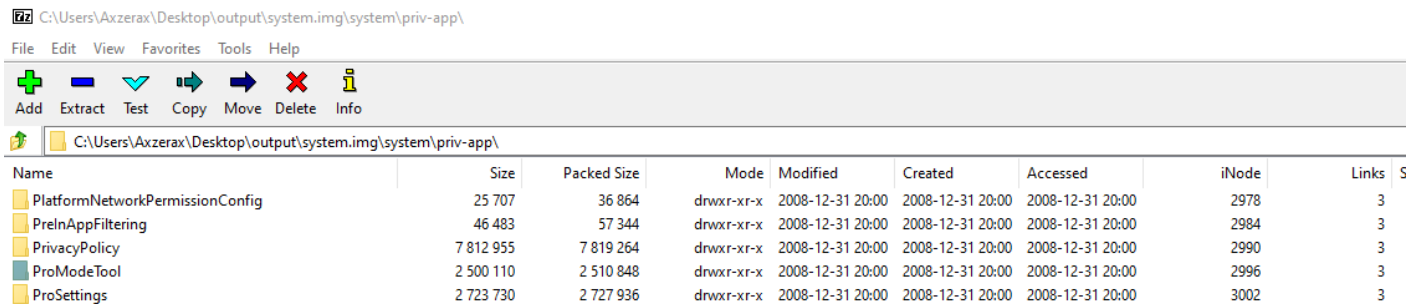 7z C:\Users\Axzerax\Desktop\output\system.img\system\priv-app\
File Edit View Favorites Tools Help
Add Extract Test Copy Move Delete Info
C:\Users\Axzerax\Desktop\output\system.img\system\priv-app\
Name Size Packed Size Mode Modified Created Accessed iNode Links S
PlatformNetworkPermissionConfig 25 707 36 864 drwxr-xr-x 2008-12-31 20:00 2008-12-31 20:00 2008-12-31 20:00 2978 3
PreInAppFiltering 46 483 57 344 drwxr-xr-x 2008-12-31 20:00 2008-12-31 20:00 2008-12-31 20:00 2984 3
PrivacyPolicy 7 812 955 7 819 264 drwxr-xr-x 2008-12-31 20:00 2008-12-31 20:00 2008-12-31 20:00 2990 3
ProModeTool 2 500 110 2 510 848 drwxr-xr-x 2008-12-31 20:00 2008-12-31 20:00 2008-12-31 20:00 2996 3
ProSettings 2 723 730 2 727 936 drwxr-xr-x 2008-12-31 20:00 2008-12-31 20:00 2008-12-31 20:00 3002 3